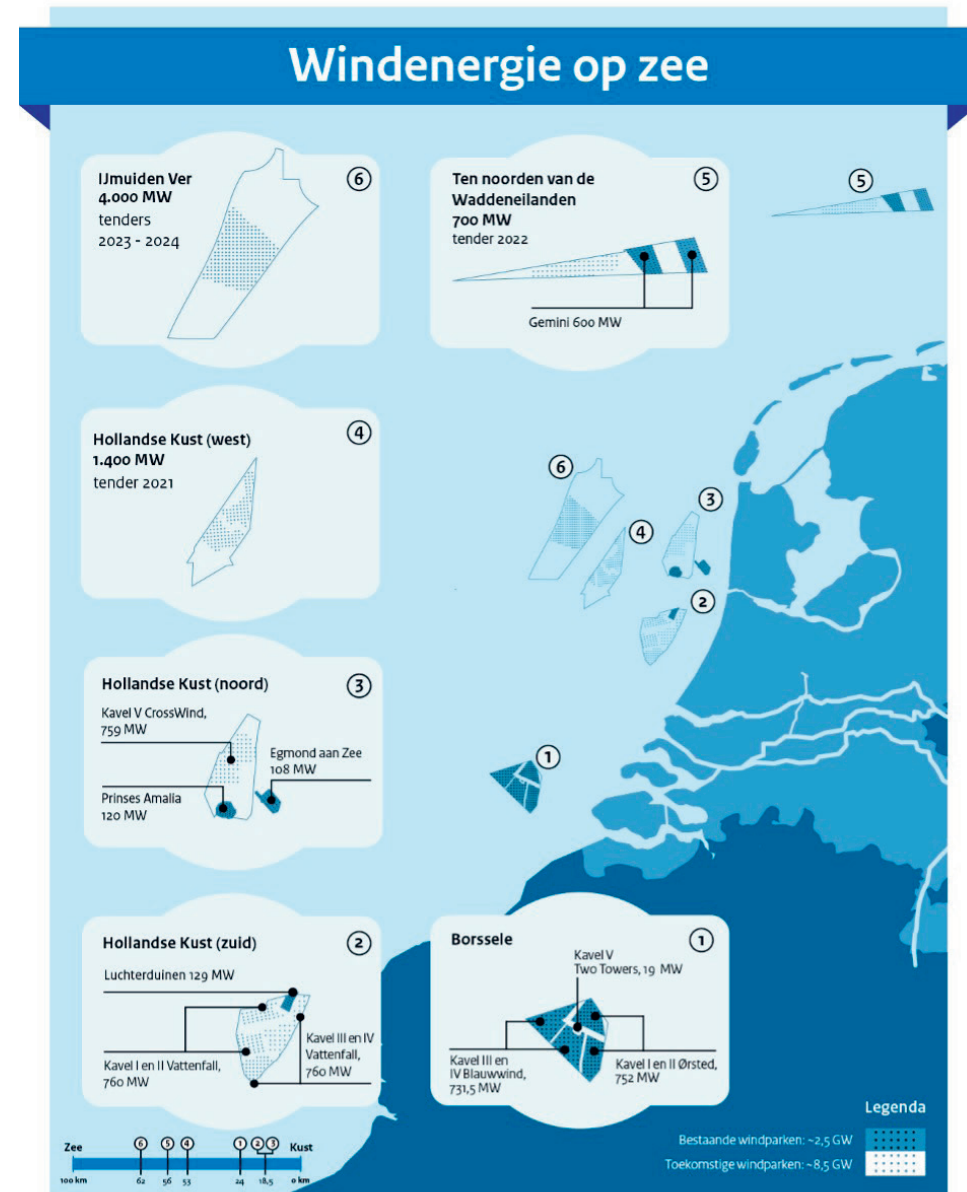 Windenergie op zee
IJmuiden Ver
4.000 MW
tenders
2023 - 2024
6
Ten noorden van de
Waddeneilanden
700 MW
tender 2022
5
Gemini 600 MW
5
Hollandse Kust (west)
1.400 MW
tender 2021
4
6
4
3
2
1
Hollandse Kust (noord)
3
Kavel V CrossWind,
759 MW
Egmond aan Zee
108 MW
Prinses Amalia
120 MW
Hollandse Kust (zuid)
2
Luchterduinen 129 MW
Kavel I en II Vattenfall,
760 MW
Kavel III en IV
Vattenfall,
760 MW
Borssele
1
Kavel V
Two Towers, 19 MW
Kavel III en
IV Blauwwind,
731,5 MW
Kavel I en II Ørsted,
752 MW
Legenda
Bestaande windparken: ~2,5 GW
Toekomstige windparken: ~8,5 GW
Zee 6 5 4 1 2 3 Kust
100 km 62 56 53 24 18,5 0 km